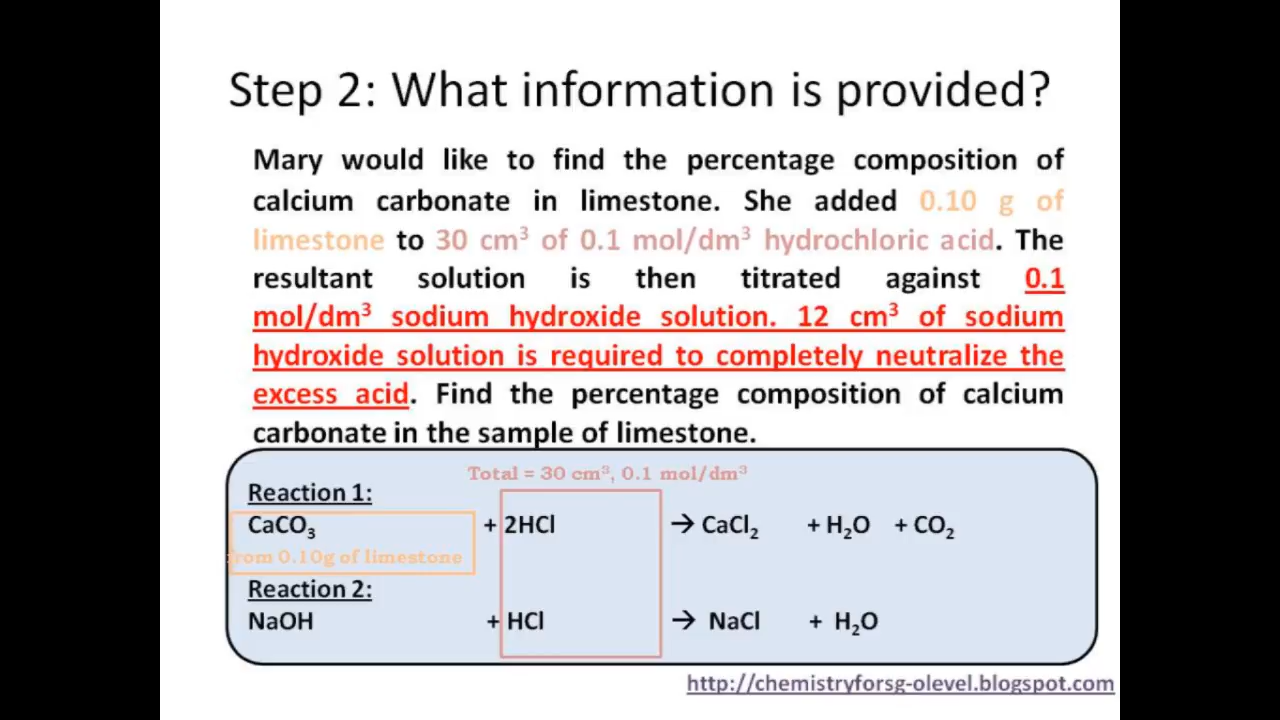 Step 2: What information is provided?
Mary would like to find the percentage composition of
calcium carbonate in limestone. She added 0.10 g of
limestone to 30 cm³ of 0.1 mol/dm³ hydrochloric acid. The
resultant solution is then titrated against 0.1
mol/dm³ sodium hydroxide solution. 12 cm³ of sodium
hydroxide solution is required to completely neutralize the
excess acid. Find the percentage composition of calcium
carbonate in the sample of limestone.
Total = 30 cm³, 0.1 mol/dm³
Reaction 1:
CaCO₃ + 2HCl → CaCl₂ + H₂O + CO₂
from 0.10g of limestone
Reaction 2:
NaOH + HCl → NaCl + H₂O
http://chemistryforsg-olevel.blogspot.com